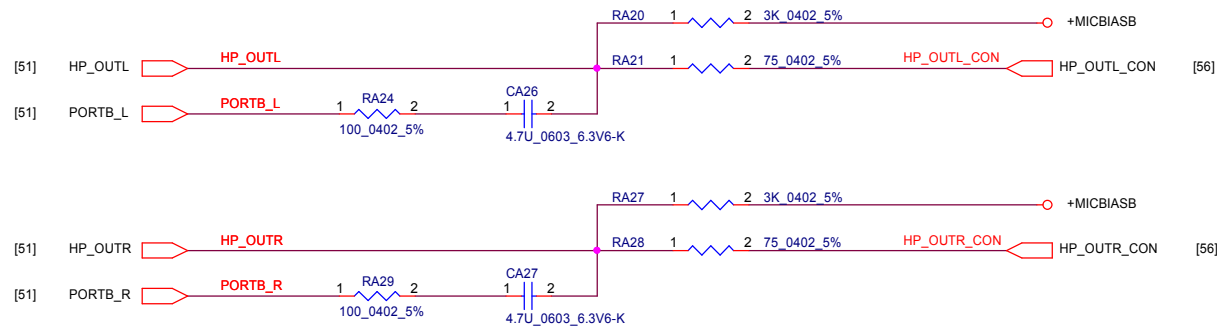 RA20 1 2 3K_0402_5% +MICBIASB
[51] HP_OUTL HP_OUTL RA21 1 2 75_0402_5% HP_OUTL_CON HP_OUTL_CON [56]
[51] PORTB_L PORTB_L 1 RA24 2 1 CA26 2
100_0402_5% 4.7U_0603_6.3V6-K
RA27 1 2 3K_0402_5% +MICBIASB
[51] HP_OUTR HP_OUTR RA28 1 2 75_0402_5% HP_OUTR_CON HP_OUTR_CON [56]
[51] PORTB_R PORTB_R 1 RA29 2 1 CA27 2
100_0402_5% 4.7U_0603_6.3V6-K